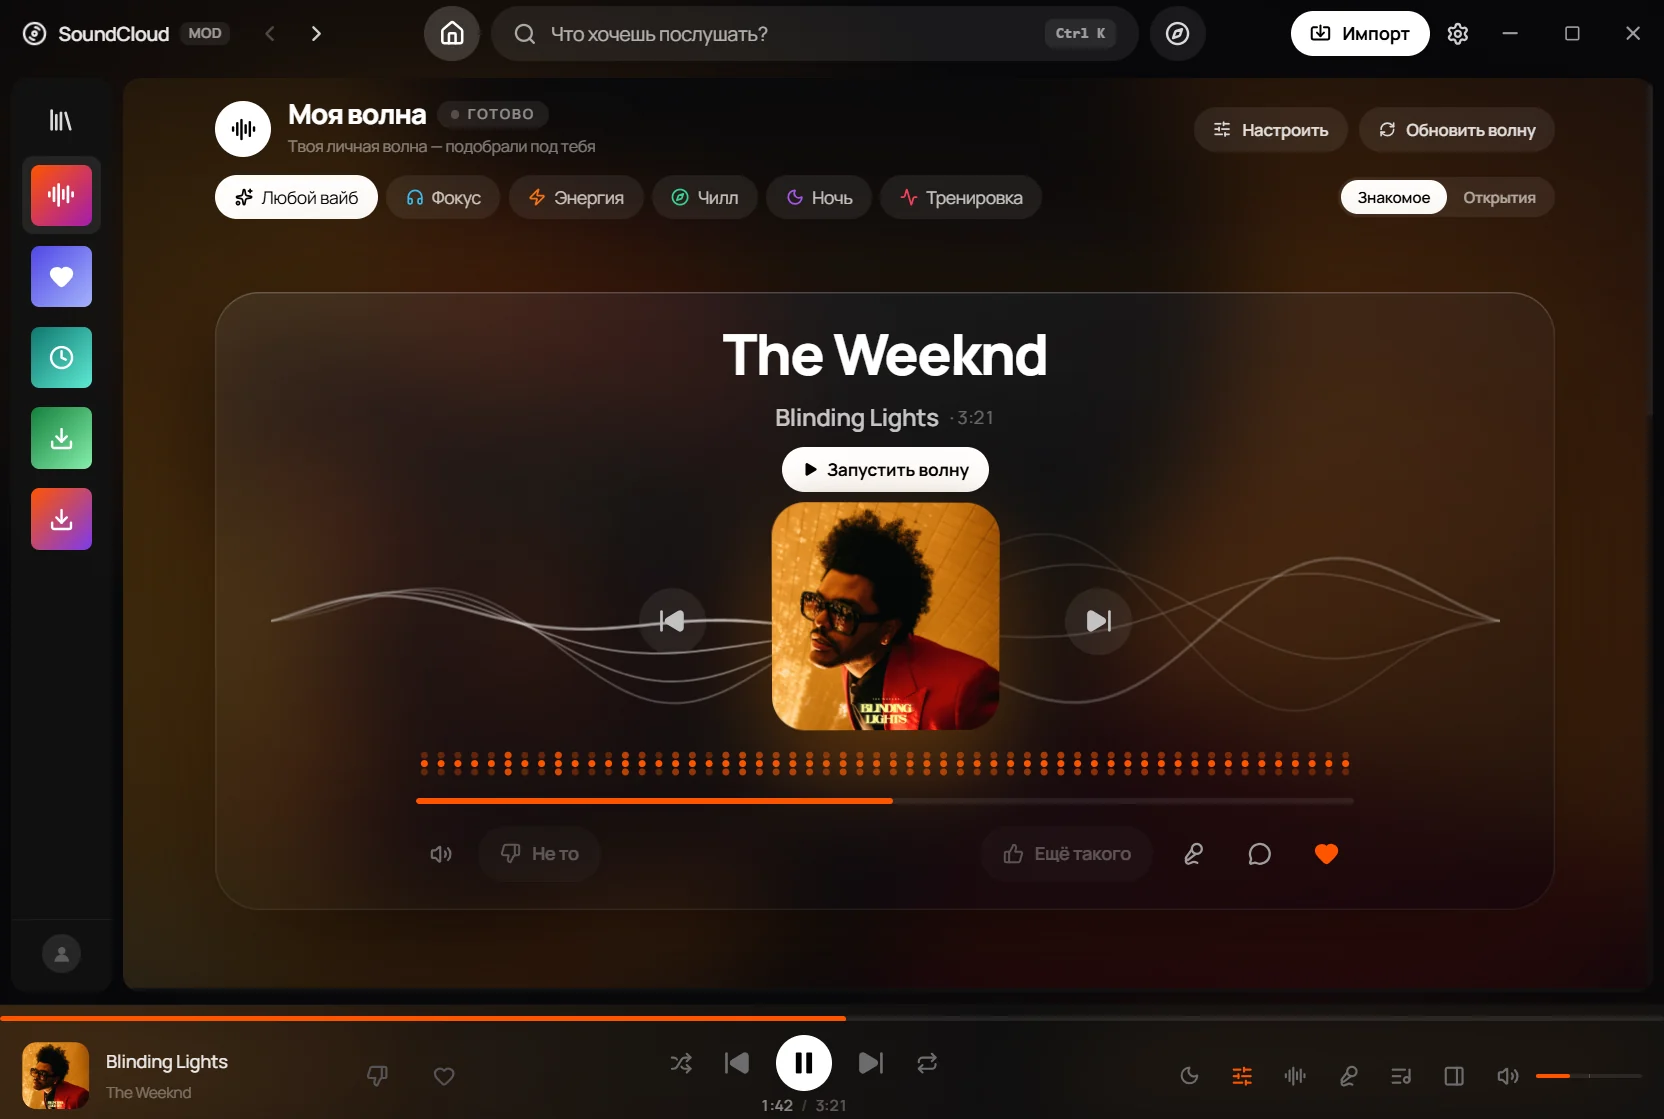 SoundCloud MOD
Что хочешь послушать?
Ctrl K
Импорт
Моя волна
ГОТОВО
Твоя личная волна — подобрали под тебя
Настроить
Обновить волну
Любой вайб
Фокус
Энергия
Чилл
Ночь
Тренировка
Знакомое
Открытия
The Weeknd
Blinding Lights · 3:21
Запустить волну
BLINDING
LIGHTS
Не то
Ещё такого
Blinding Lights
The Weeknd
1:42 / 3:21